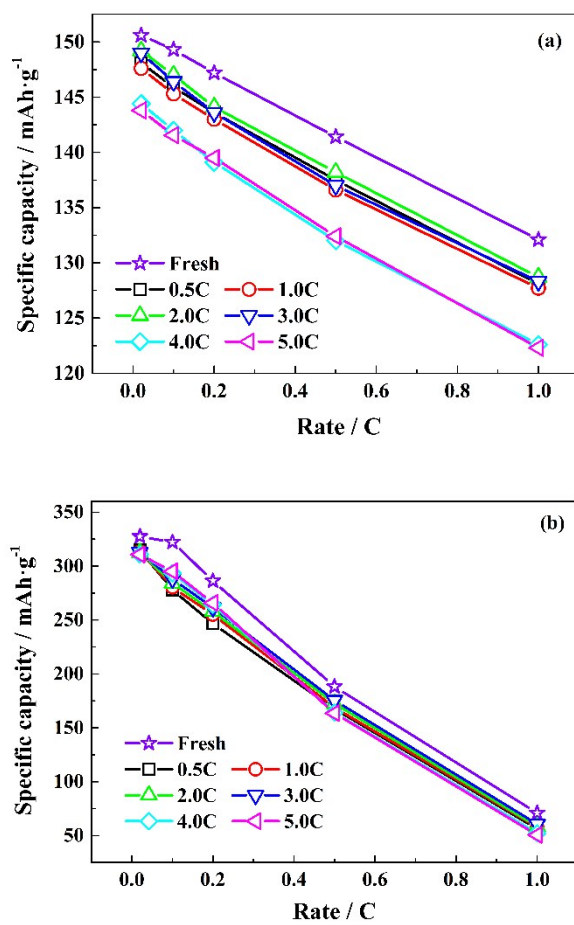 (a)
Specific capacity / mAh·g⁻¹
150
145
140
135
130
125
120
Fresh
0.5C 1.0C
2.0C 3.0C
4.0C 5.0C
0.0 0.2 0.4 0.6 0.8 1.0
Rate / C
(b)
Specific capacity / mAh·g⁻¹
350
300
250
200
150
100
50
Fresh
0.5C 1.0C
2.0C 3.0C
4.0C 5.0C
0.0 0.2 0.4 0.6 0.8 1.0
Rate / C